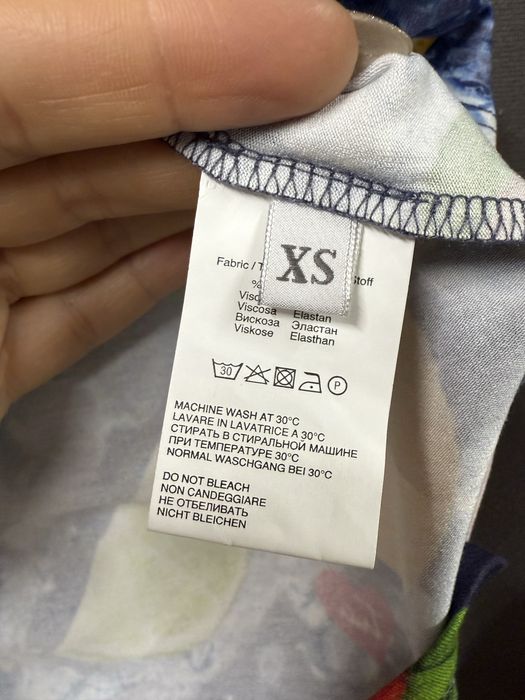 XS
Fabric /
%
Viscosa Elastan
Вискоза Эластан
Viskose Elasthan
30
P
MACHINE WASH AT 30°C
LAVARE IN LAVATRICE A 30°C
СТИРАТЬ В СТИРАЛЬНОЙ МАШИНЕ
ПРИ ТЕМПЕРАТУРЕ 30°C
NORMAL WASCHGANG BEI 30°C
DO NOT BLEACH
NON CANDEGGIARE
НЕ ОТБЕЛИВАТЬ
NICHT BLEICHEN